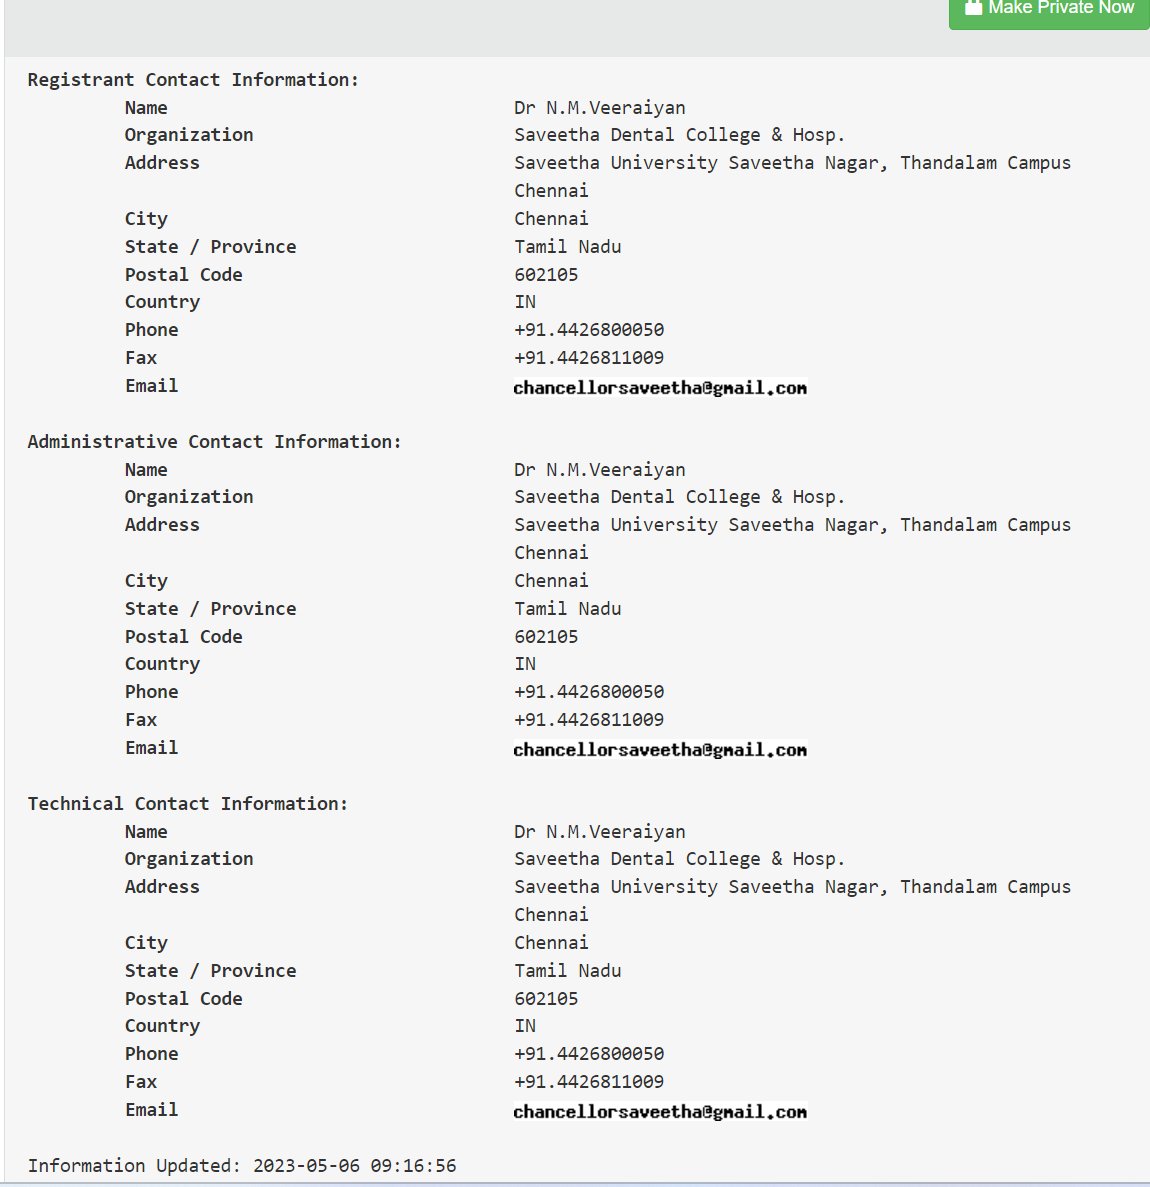 Make Private Now
Registrant Contact Information:
Name Dr N.M.Veeraiyan
Organization Saveetha Dental College & Hosp.
Address Saveetha University Saveetha Nagar, Thandalam Campus
Chennai
City Chennai
State / Province Tamil Nadu
Postal Code 602105
Country IN
Phone +91.4426800050
Fax +91.4426811009
Email chancellorsaveetha@gmail.com
Administrative Contact Information:
Name Dr N.M.Veeraiyan
Organization Saveetha Dental College & Hosp.
Address Saveetha University Saveetha Nagar, Thandalam Campus
Chennai
City Chennai
State / Province Tamil Nadu
Postal Code 602105
Country IN
Phone +91.4426800050
Fax +91.4426811009
Email chancellorsaveetha@gmail.com
Technical Contact Information:
Name Dr N.M.Veeraiyan
Organization Saveetha Dental College & Hosp.
Address Saveetha University Saveetha Nagar, Thandalam Campus
Chennai
City Chennai
State / Province Tamil Nadu
Postal Code 602105
Country IN
Phone +91.4426800050
Fax +91.4426811009
Email chancellorsaveetha@gmail.com
Information Updated: 2023-05-06 09:16:56